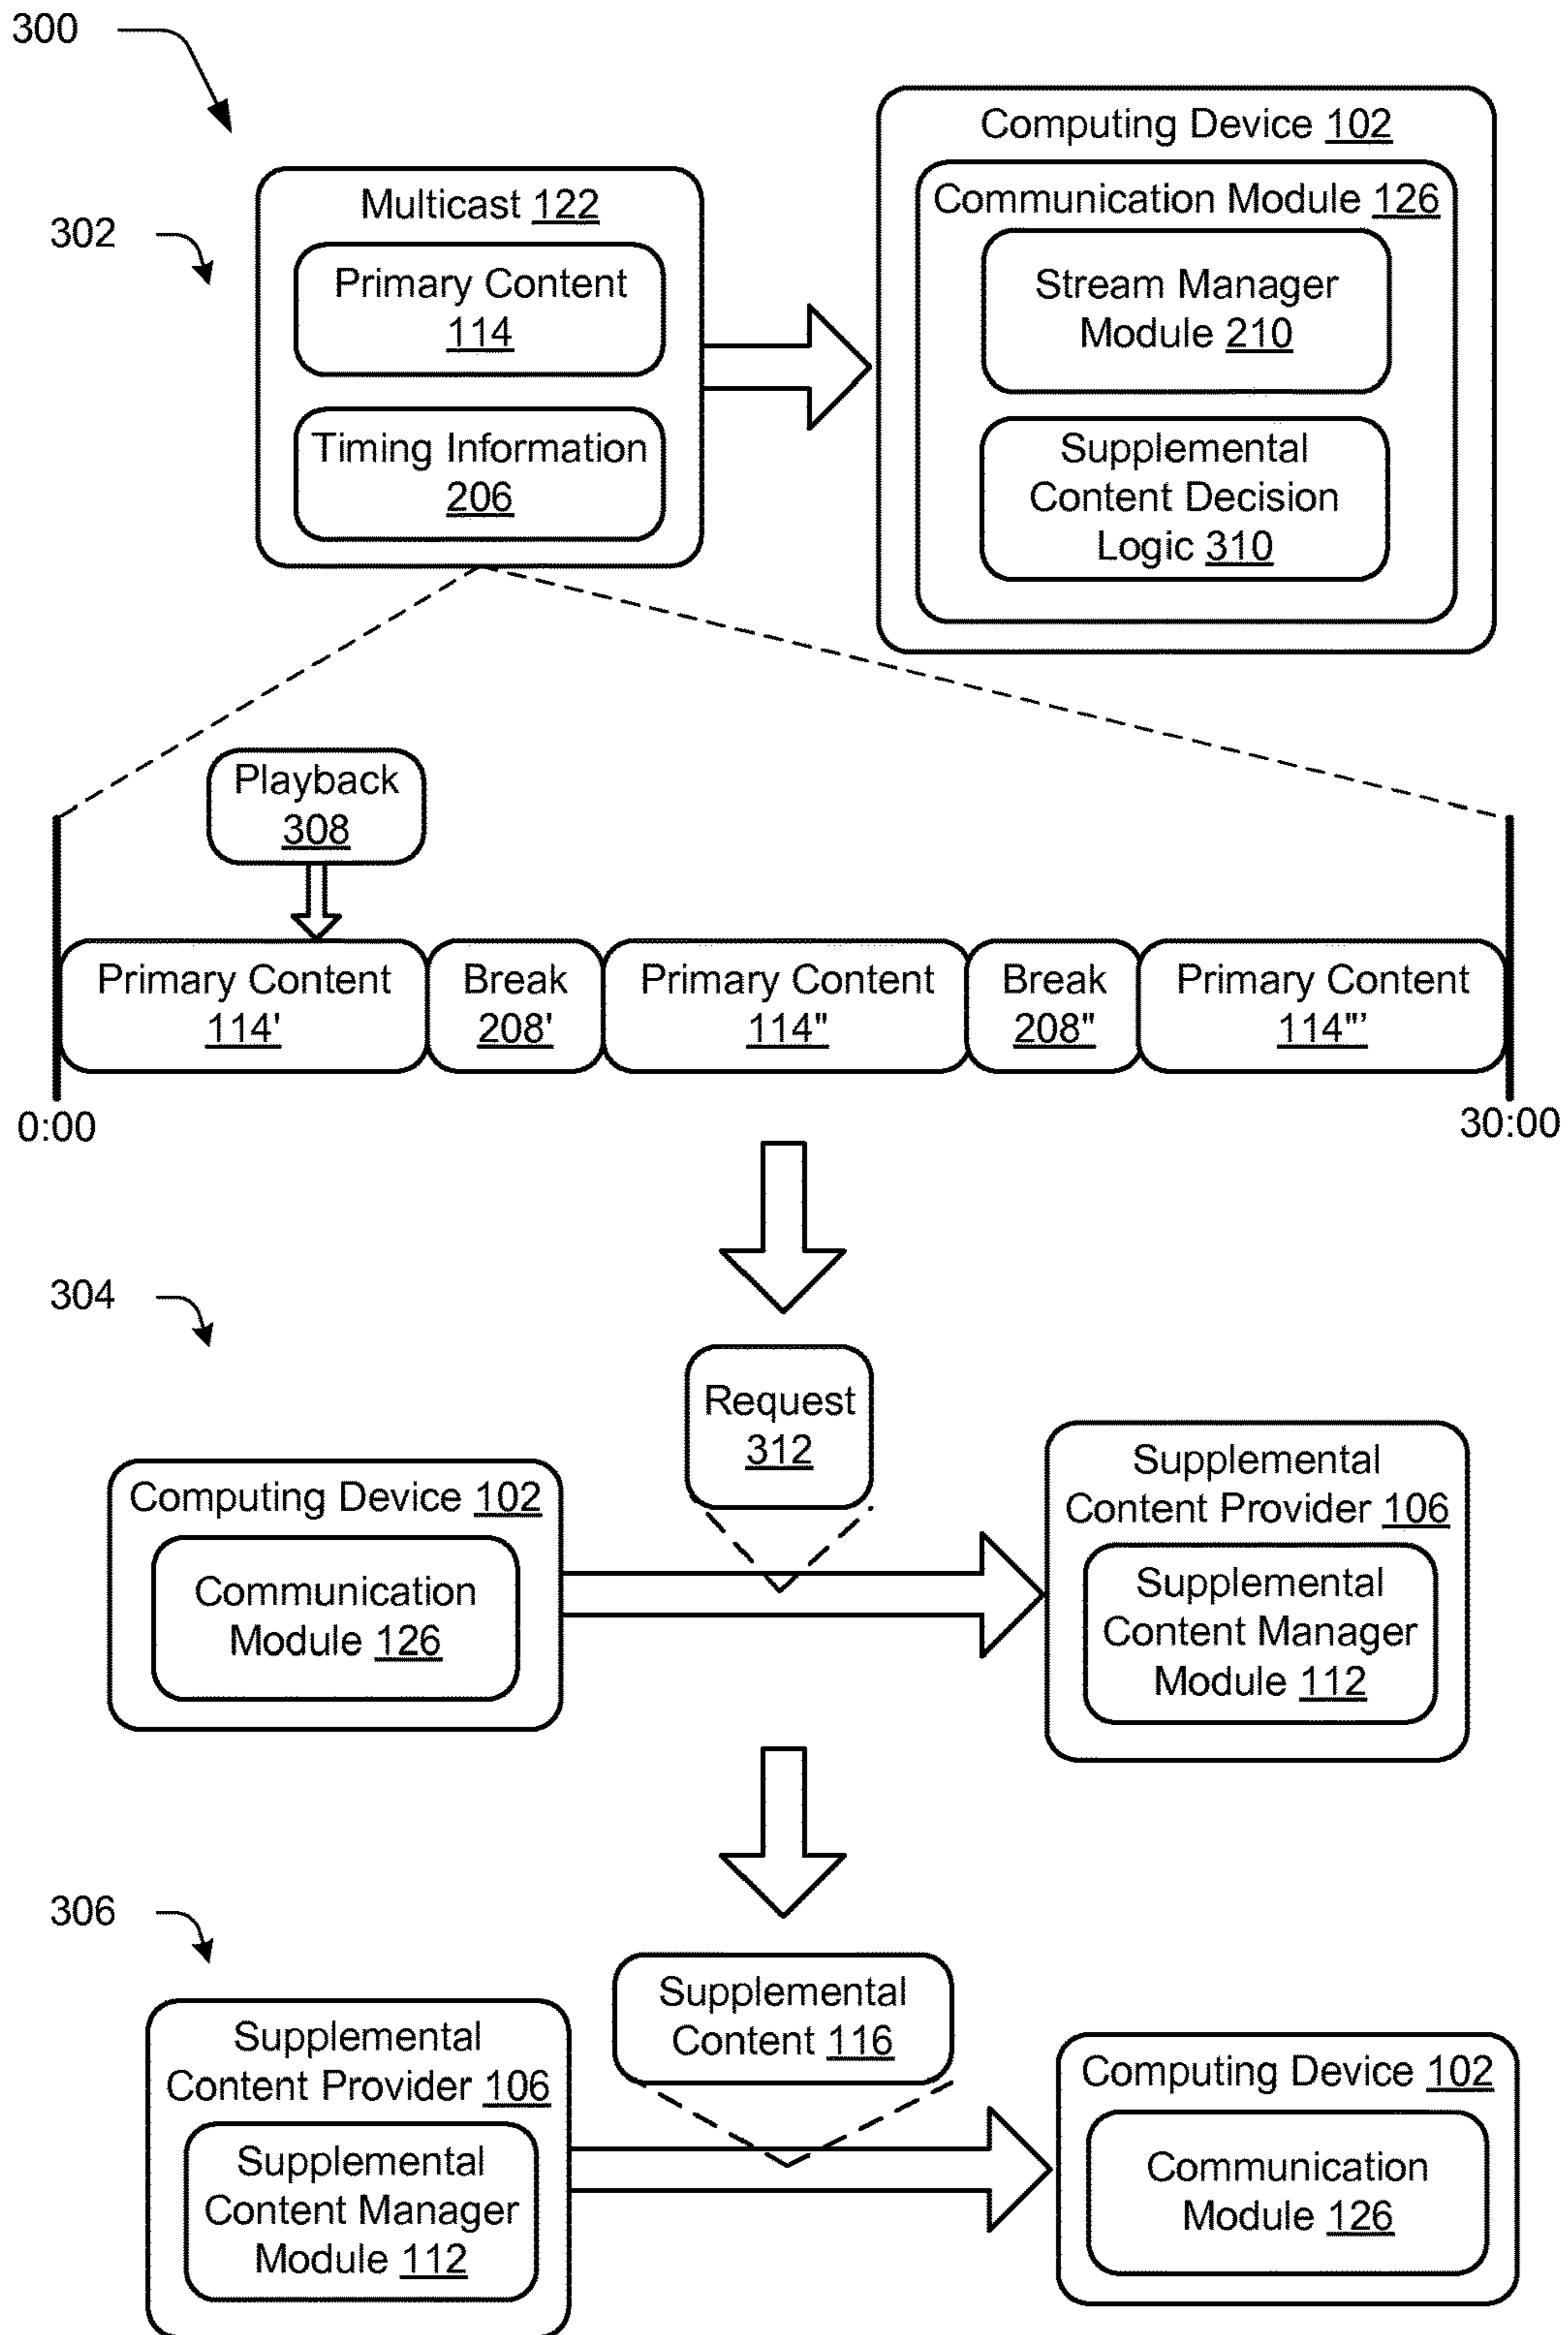 300
302
Multicast 122
Primary Content
114
Timing Information
206
Computing Device 102
Communication Module 126
Stream Manager
Module 210
Supplemental
Content Decision
Logic 310
Playback
308
Primary Content
114'
Break
208'
Primary Content
114"
Break
208"
Primary Content
114"'
0:00
30:00
304
Request
312
Computing Device 102
Communication
Module 126
Supplemental
Content Provider 106
Supplemental
Content Manager
Module 112
306
Supplemental
Content 116
Supplemental
Content Provider 106
Supplemental
Content Manager
Module 112
Computing Device 102
Communication
Module 126